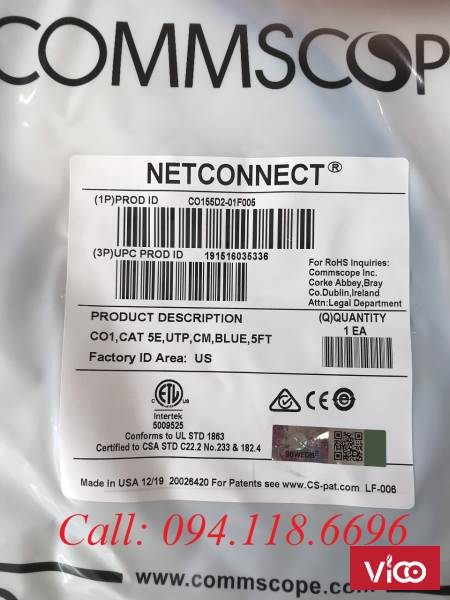 COMMSCOP
NETCONNECT®
(1P)PROD ID CO155D2-01F005
(3P)UPC PROD ID 191516035336
For RoHS Inquiries:
Commscope Inc.
Corke Abbey,Bray
Co.Dublin,Ireland
Attn:Legal Department
PRODUCT DESCRIPTION
(Q)QUANTITY
1 EA
CO1,CAT 5E,UTP,CM,BLUE,5FT
Factory ID Area: US
ETL
C US
Intertek
5009525
CE
Conforms to UL STD 1863
Certified to CSA STD C22.2 No.233 & 182.4
Made in USA 12/19 20026420 For Patents see www.CS-pat.com LF-006
Call: 094.118.6696
www.commscope.com
vico